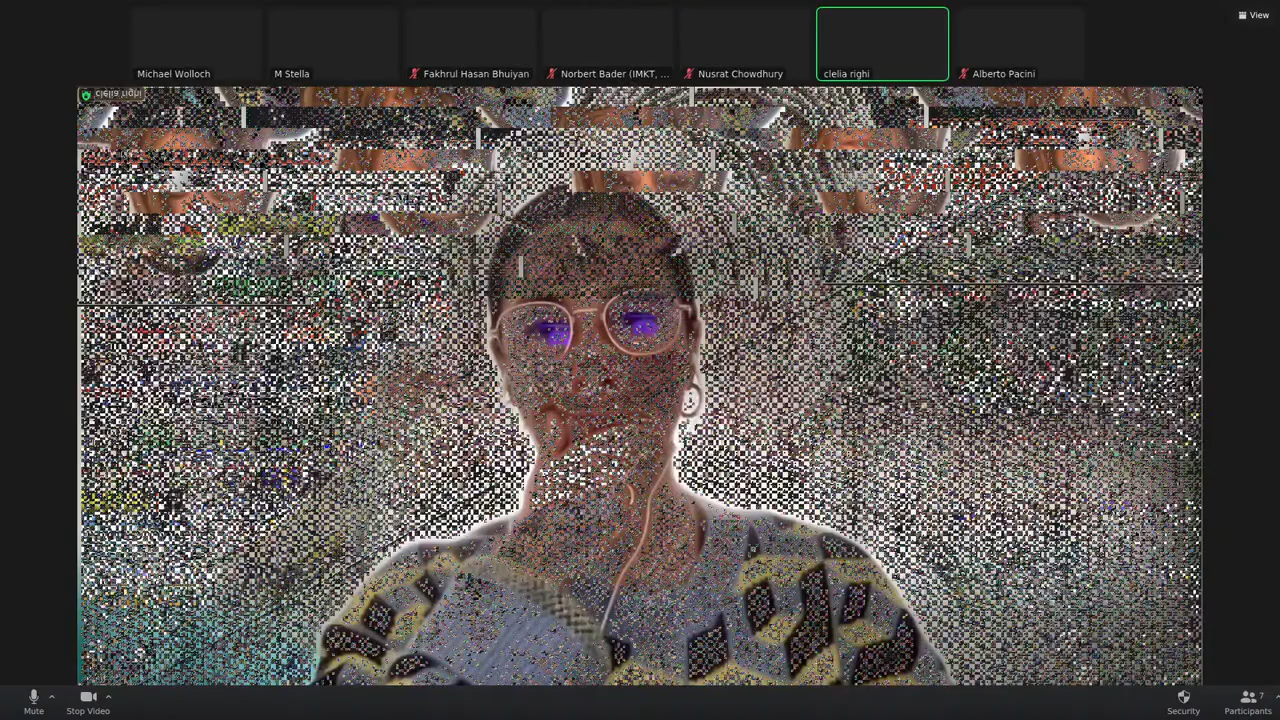 View
Michael Wolloch
M Stella
Fakhrul Hasan Bhuiyan
Norbert Bader (IMKT, ...
Nusrat Chowdhury
clelia righi
Alberto Pacini
clelia righi
Mute
Stop Video
Security
Participants
7